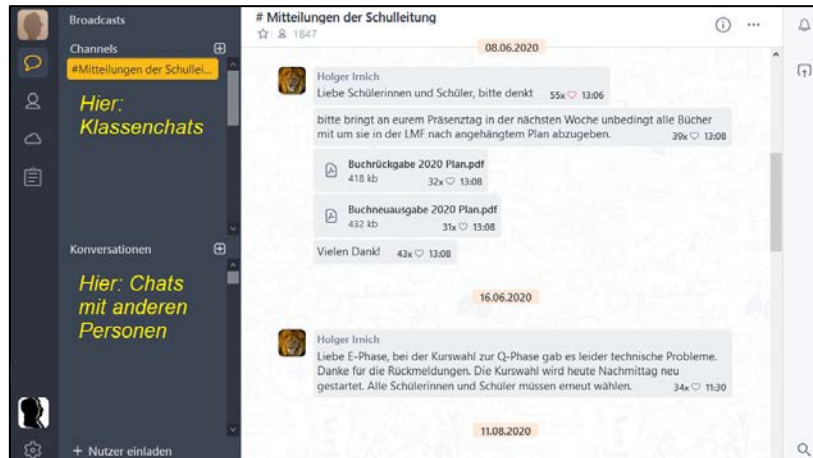 Broadcasts
Channels
#Mitteilungen der Schullei...
Hier:
Klassenchats
Konversationen
Hier: Chats
mit anderen
Personen
+ Nutzer einladen
# Mitteilungen der Schulleitung
1847
08.06.2020
Holger Irnich
Liebe Schülerinnen und Schüler, bitte denkt 55x 13:06
bitte bringt an eurem Präsenztag in der nächsten Woche unbedingt alle Bücher
mit um sie in der LMF nach angehängtem Plan abzugeben. 39x 13:08
Buchrückgabe 2020 Plan.pdf
418 kb 32x 13:08
Buchneuausgabe 2020 Plan.pdf
432 kb 31x 13:08
Vielen Dank! 43x 13:08
16.06.2020
Holger Irnich
Liebe E-Phase, bei der Kurswahl zur Q-Phase gab es leider technische Probleme.
Danke für die Rückmeldungen. Die Kurswahl wird heute Nachmittag neu
gestartet. Alle Schülerinnen und Schüler müssen erneut wählen. 34x 11:30
11.08.2020